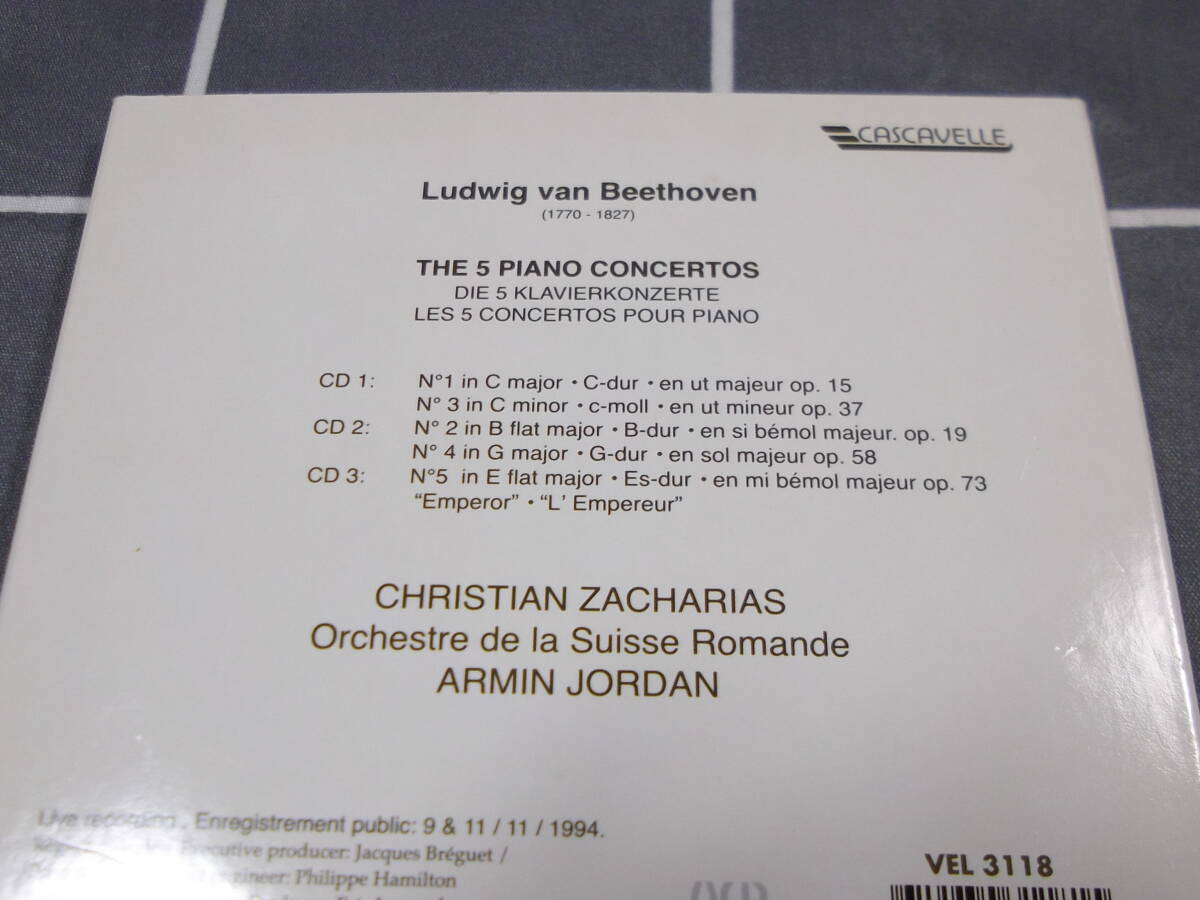 CASCAVELLE
Ludwig van Beethoven
(1770 - 1827)
THE 5 PIANO CONCERTOS
DIE 5 KLAVIERKONZERTE
LES 5 CONCERTOS POUR PIANO
CD 1: N°1 in C major • C-dur • en ut majeur op. 15
N° 3 in C minor • c-moll • en ut mineur op. 37
CD 2: N° 2 in B flat major • B-dur • en si bémol majeur. op. 19
N° 4 in G major • G-dur • en sol majeur op. 58
CD 3: N°5 in E flat major • Es-dur • en mi bémol majeur op. 73
“Emperor” • “L' Empereur”
CHRISTIAN ZACHARIAS
Orchestre de la Suisse Romande
ARMIN JORDAN
Live recording. Enregistrement public: 9 & 11 / 11 / 1994.
Executive producer: Jacques Bréguet /
Philippe Hamilton
VEL 3118